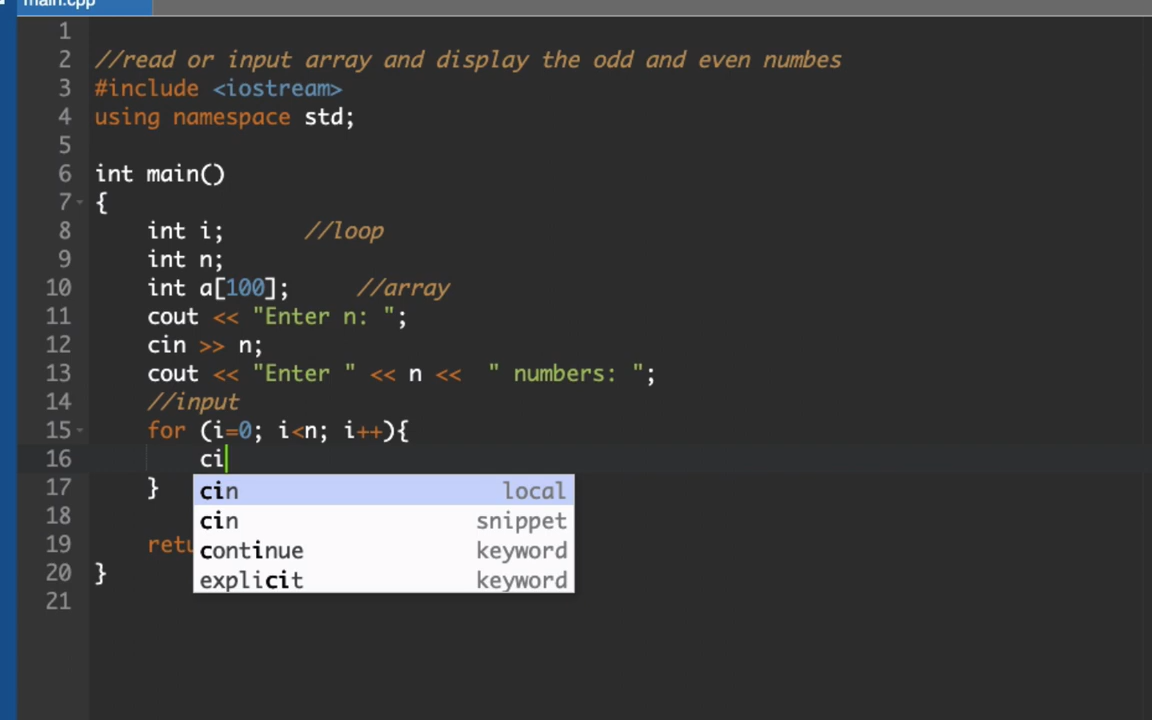 main.cpp
1
2 //read or input array and display the odd and even numbes
3 #include <iostream>
4 using namespace std;
5
6 int main()
7 {
8 int i; //loop
9 int n;
10 int a[100]; //array
11 cout << "Enter n: ";
12 cin >> n;
13 cout << "Enter " << n << " numbers: ";
14 //input
15 for (i=0; i<n; i++){
16 ci
17 }
cin local
18
cin snippet
19 retu
continue keyword
20 }
explicit keyword
21